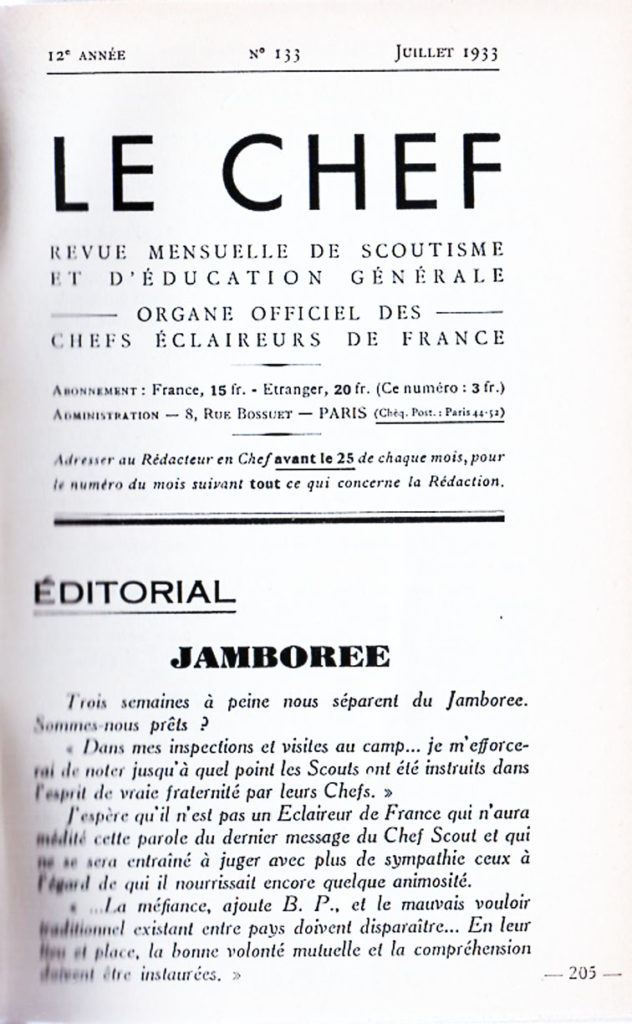 12e ANNÉE N° 133 JUILLET 1933
LE CHEF
REVUE MENSUELLE DE SCOUTISME
ET D'ÉDUCATION GÉNÉRALE
ORGANE OFFICIEL DES
CHEFS ÉCLAIREURS DE FRANCE
ABONNEMENT : France, 15 fr. - Etranger, 20 fr. (Ce numéro : 3 fr.)
ADMINISTRATION — 8, RUE BOSSUET — PARIS (Chèq. Post. : Paris 44-52)
Adresser au Rédacteur en Chef avant le 25 de chaque mois, pour
le numéro du mois suivant tout ce qui concerne la Rédaction.
ÉDITORIAL
JAMBOREE
Trois semaines à peine nous séparent du Jamboree.
Sommes-nous prêts ?
« Dans mes inspections et visites au camp... je m'efforce-
rai de noter jusqu'à quel point les Scouts ont été instruits dans
l'esprit de vraie fraternité par leurs Chefs. »
J'espère qu'il n'est pas un Eclaireur de France qui n'aura
médité cette parole du dernier message du Chef Scout et qui
ne se sera entraîné à juger avec plus de sympathie ceux à
l'égard de qui il nourrissait encore quelque animosité.
« ...La méfiance, ajoute B. P., et le mauvais vouloir
traditionnel existant entre pays doivent disparaître... En leur
lieu et place, la bonne volonté mutuelle et la compréhension
doivent être instaurées. »
— 205 —